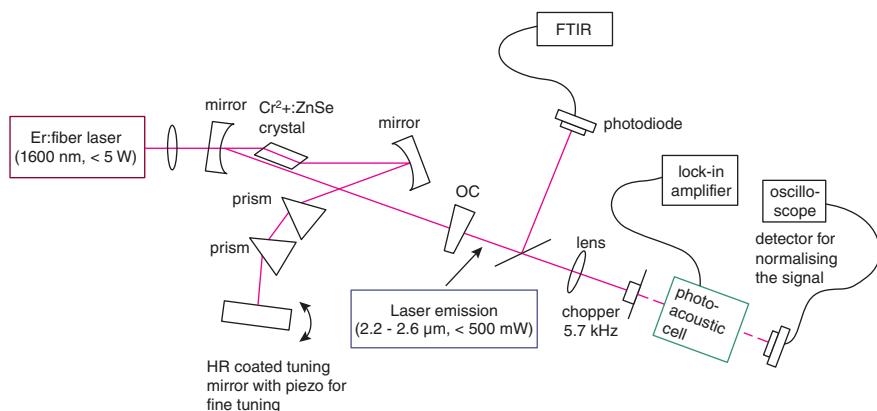 FTIR
photodiode
mirror
Cr²⁺:ZnSe
crystal
mirror
Er:fiber laser
(1600 nm, < 5 W)
lock-in
amplifier
oscillo-
scope
OC
prism
prism
lens
detector for
normalising
the signal
Laser emission
(2.2 - 2.6 µm, < 500 mW)
chopper
5.7 kHz
photo-
acoustic
cell
HR coated tuning
mirror with piezo for
fine tuning